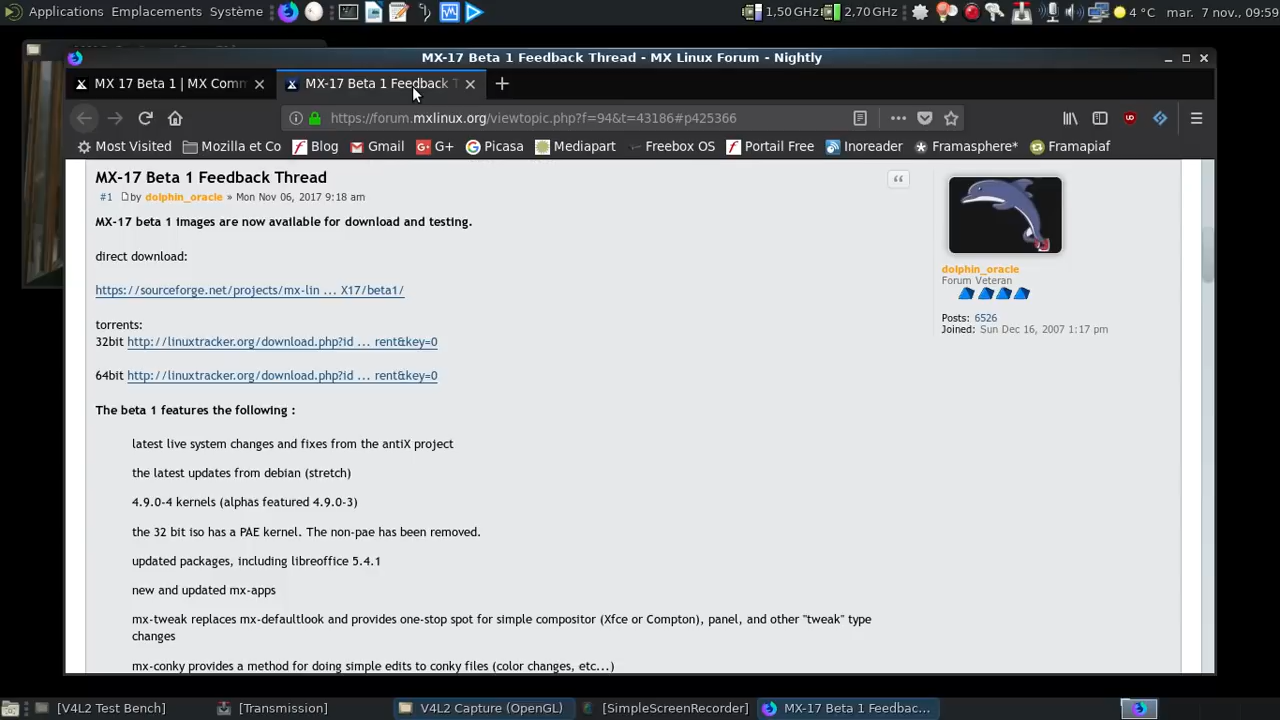 Applications Emplacements Système 1,50 GHz 2,70 GHz 4 °C mar. 7 nov., 09:59
MX-17 Beta 1 Feedback Thread - MX Linux Forum - Nightly
MX 17 Beta 1 | MX Comm MX-17 Beta 1 Feedback T
https://forum.mxlinux.org/viewtopic.php?f=94&t=43186#p425366
Most Visited Mozilla et Co Blog Gmail G+ Picasa Mediapart Freebox OS Portail Free Inoreader Framasphere* Framapiaf
MX-17 Beta 1 Feedback Thread
#1 by dolphin_oracle » Mon Nov 06, 2017 9:18 am
MX-17 beta 1 images are now available for download and testing.
direct download:
https://sourceforge.net/projects/mx-lin ... X17/beta1/
torrents:
32bit http://linuxtracker.org/download.php?id ... rent&key=0
64bit http://linuxtracker.org/download.php?id ... rent&key=0
The beta 1 features the following :
latest live system changes and fixes from the antiX project
the latest updates from debian (stretch)
4.9.0-4 kernels (alphas featured 4.9.0-3)
the 32 bit iso has a PAE kernel. The non-pae has been removed.
updated packages, including libreoffice 5.4.1
new and updated mx-apps
mx-tweak replaces mx-defaultlook and provides one-stop spot for simple compositor (Xfce or Compton), panel, and other "tweak" type
changes
mx-conky provides a method for doing simple edits to conky files (color changes, etc...)
dolphin_oracle
Forum Veteran
Posts: 6526
Joined: Sun Dec 16, 2007 1:17 pm
[V4L2 Test Bench] [Transmission] V4L2 Capture (OpenGL) [SimpleScreenRecorder] MX-17 Beta 1 Feedbac...